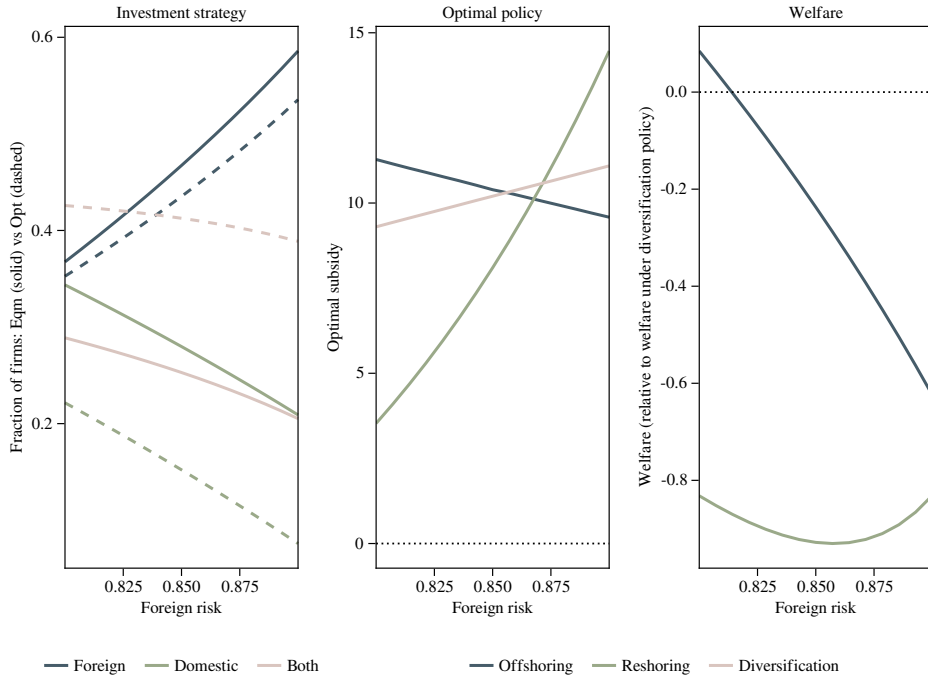 Investment strategy
Optimal policy
Welfare
Fraction of firms: Eqm (solid) vs Opt (dashed)
0.6
0.4
0.2
0.825 0.850 0.875
Foreign risk
Optimal subsidy
15
10
5
0
0.825 0.850 0.875
Foreign risk
Welfare (relative to welfare under diversification policy)
0.0
-0.2
-0.4
-0.6
-0.8
0.825 0.850 0.875
Foreign risk
Foreign Domestic Both
Offshoring Reshoring Diversification